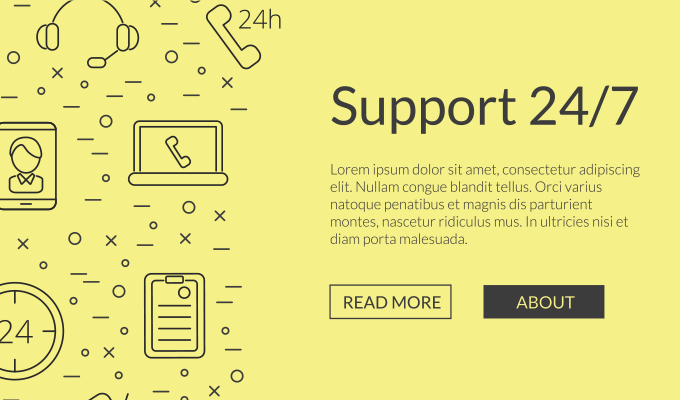 24h
Support 24/7
Lorem ipsum dolor sit amet, consectetur adipiscing
elit. Nullam congue blandit tellus. Orci varius
natoque penatibus et magnis dis parturient
montes, nascetur ridiculus mus. In ultricies nisi et
diam porta malesuada.
READ MORE
ABOUT
24